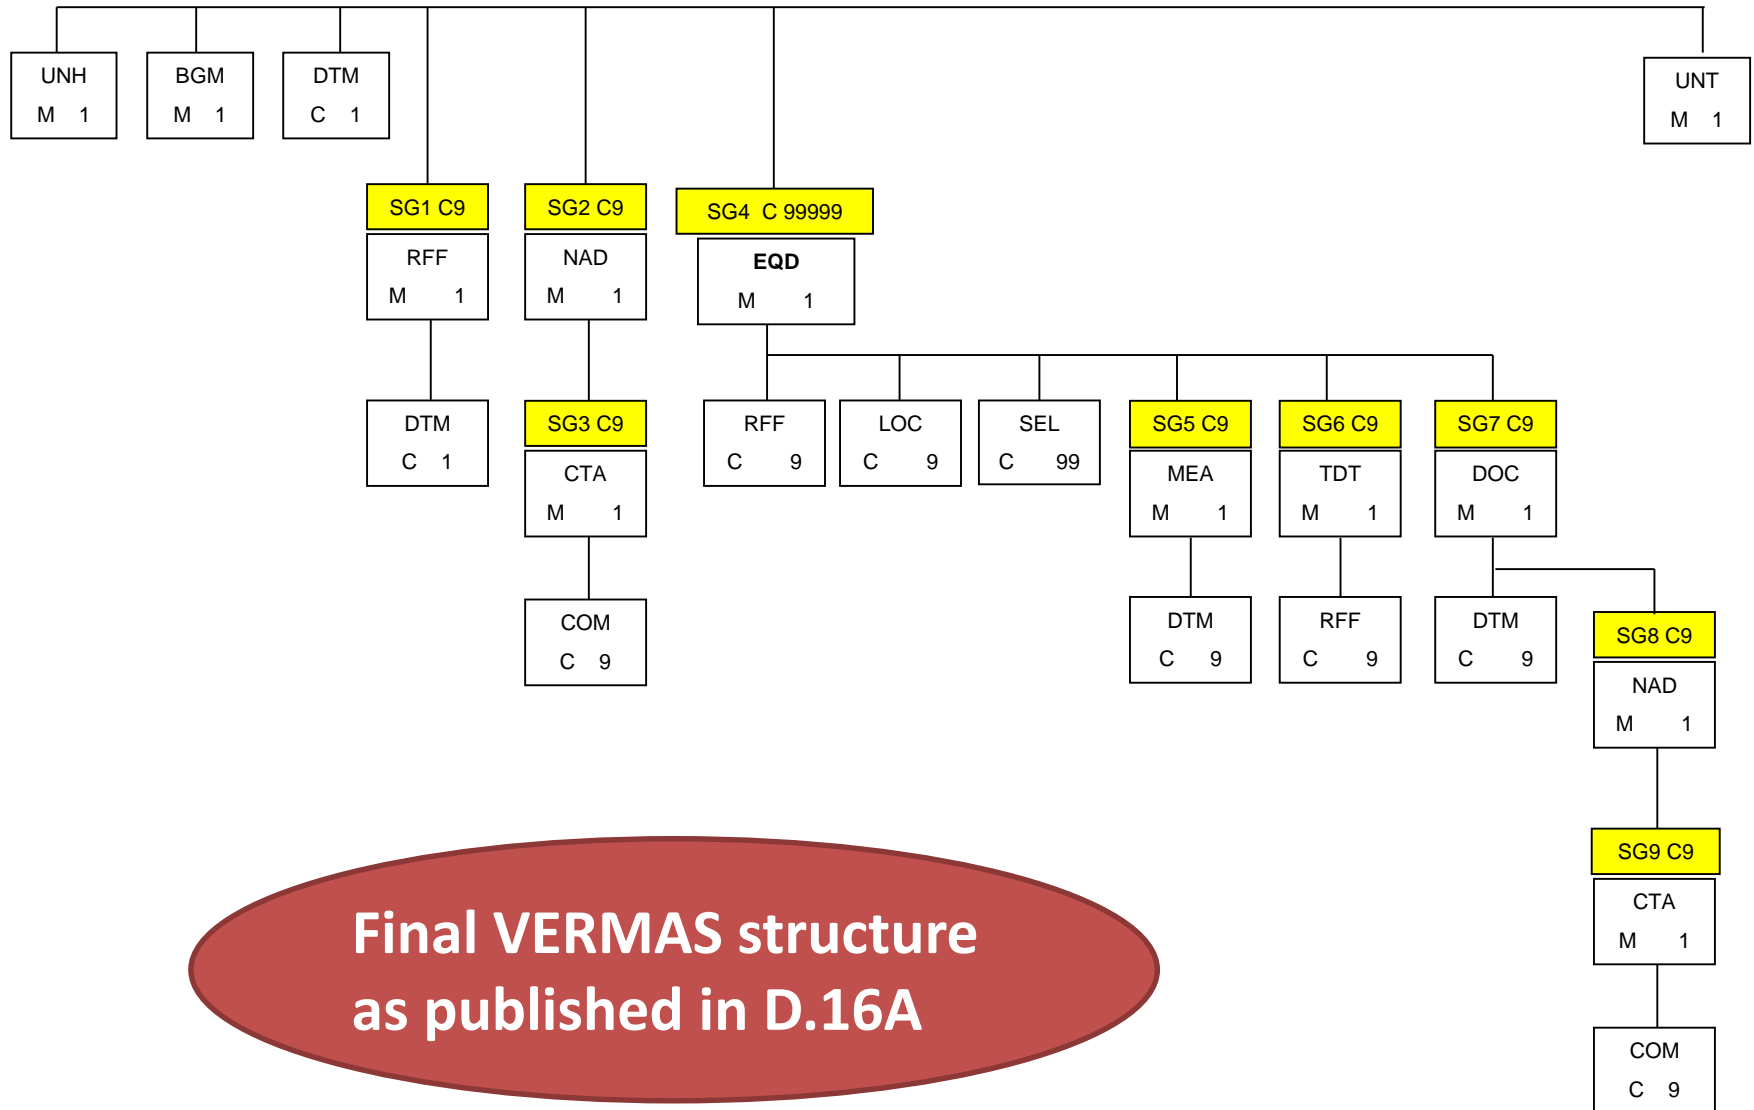 UNH
M 1
BGM
M 1
DTM
C 1
UNT
M 1
SG1 C9
RFF
M 1
DTM
C 1
SG2 C9
NAD
M 1
SG3 C9
CTA
M 1
COM
C 9
SG4 C 99999
EQD
M 1
RFF
C 9
LOC
C 9
SEL
C 99
SG5 C9
MEA
M 1
DTM
C 9
SG6 C9
TDT
M 1
RFF
C 9
SG7 C9
DOC
M 1
DTM
C 9
SG8 C9
NAD
M 1
SG9 C9
CTA
M 1
COM
C 9
Final VERMAS structure
as published in D.16A